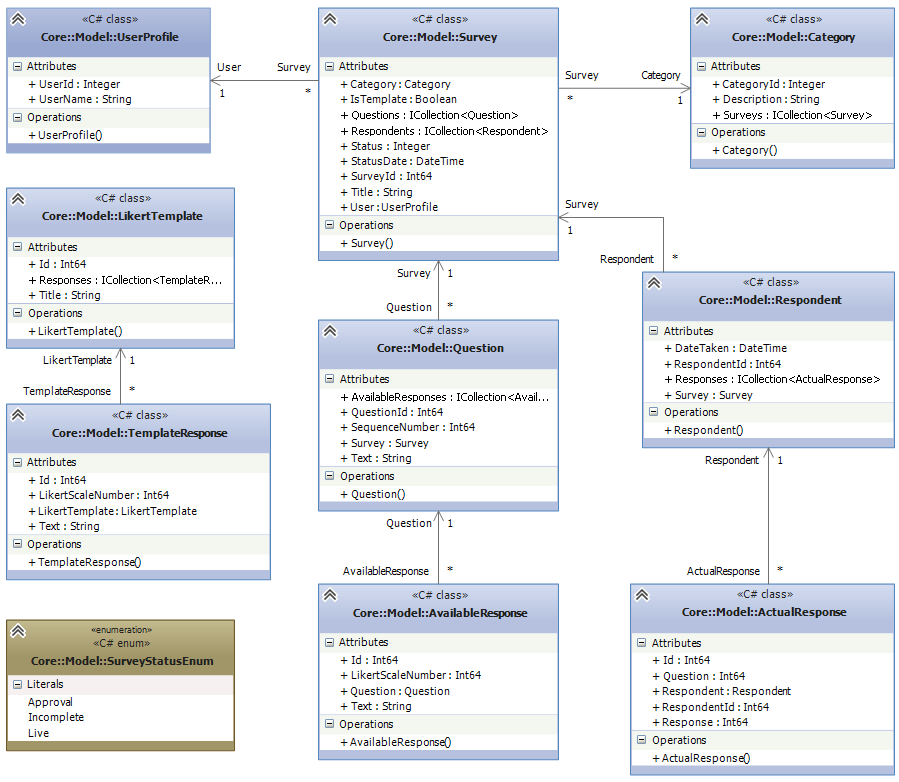 «C# class»
Core::Model::UserProfile
Attributes
+ UserId : Integer
+ UserName : String
Operations
+ UserProfile()
User
Survey
1
*
«C# class»
Core::Model::Survey
Attributes
+ Category : Category
+ IsTemplate : Boolean
+ Questions : ICollection<Question>
+ Respondents : ICollection<Respondent>
+ Status : Integer
+ StatusDate : DateTime
+ SurveyId : Int64
+ Title : String
+ User : UserProfile
Operations
+ Survey()
Survey
Category
*
1
«C# class»
Core::Model::Category
Attributes
+ CategoryId : Integer
+ Description : String
+ Surveys : ICollection<Survey>
Operations
+ Category()
«C# class»
Core::Model::LikertTemplate
Attributes
+ Id : Int64
+ Responses : ICollection<TemplateR...
+ Title : String
Operations
+ LikertTemplate()
LikertTemplate
1
TemplateResponse
*
«C# class»
Core::Model::TemplateResponse
Attributes
+ Id : Int64
+ LikertScaleNumber : Int64
+ LikertTemplate : LikertTemplate
+ Text : String
Operations
+ TemplateResponse()
«enumeration»
«C# enum»
Core::Model::SurveyStatusEnum
Literals
Approval
Incomplete
Live
Survey
1
Question
*
«C# class»
Core::Model::Question
Attributes
+ AvailableResponses : ICollection<Avail...
+ QuestionId : Int64
+ SequenceNumber : Int64
+ Survey : Survey
+ Text : String
Operations
+ Question()
Question
1
AvailableResponse
*
«C# class»
Core::Model::AvailableResponse
Attributes
+ Id : Int64
+ LikertScaleNumber : Int64
+ Question : Question
+ Text : String
Operations
+ AvailableResponse()
Survey
1
Respondent
*
«C# class»
Core::Model::Respondent
Attributes
+ DateTaken : DateTime
+ RespondentId : Int64
+ Responses : ICollection<ActualResponse>
+ Survey : Survey
Operations
+ Respondent()
Respondent
1
ActualResponse
*
«C# class»
Core::Model::ActualResponse
Attributes
+ Id : Int64
+ Question : Int64
+ Respondent : Respondent
+ RespondentId : Int64
+ Response : Int64
Operations
+ ActualResponse()